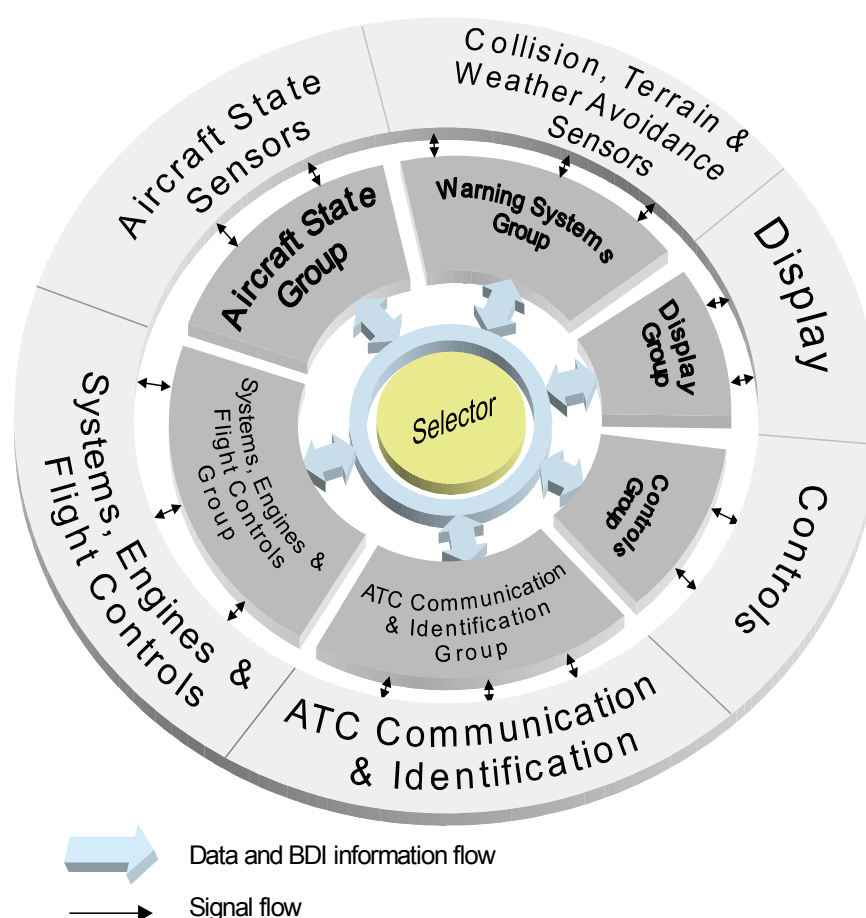 Aircraft State
Sensors
Collision, Terrain &
Weather Avoidance
Sensors
Display
Controls
ATC Communication
& Identification
Systems, Engines &
Flight Controls
Aircraft State
Group
Warning Systems
Group
Display
Group
Controls
Group
ATC Communication
& Identification
Group
Systems, Engines &
Flight Controls
Group
Selector
Data and BDI information flow
Signal flow